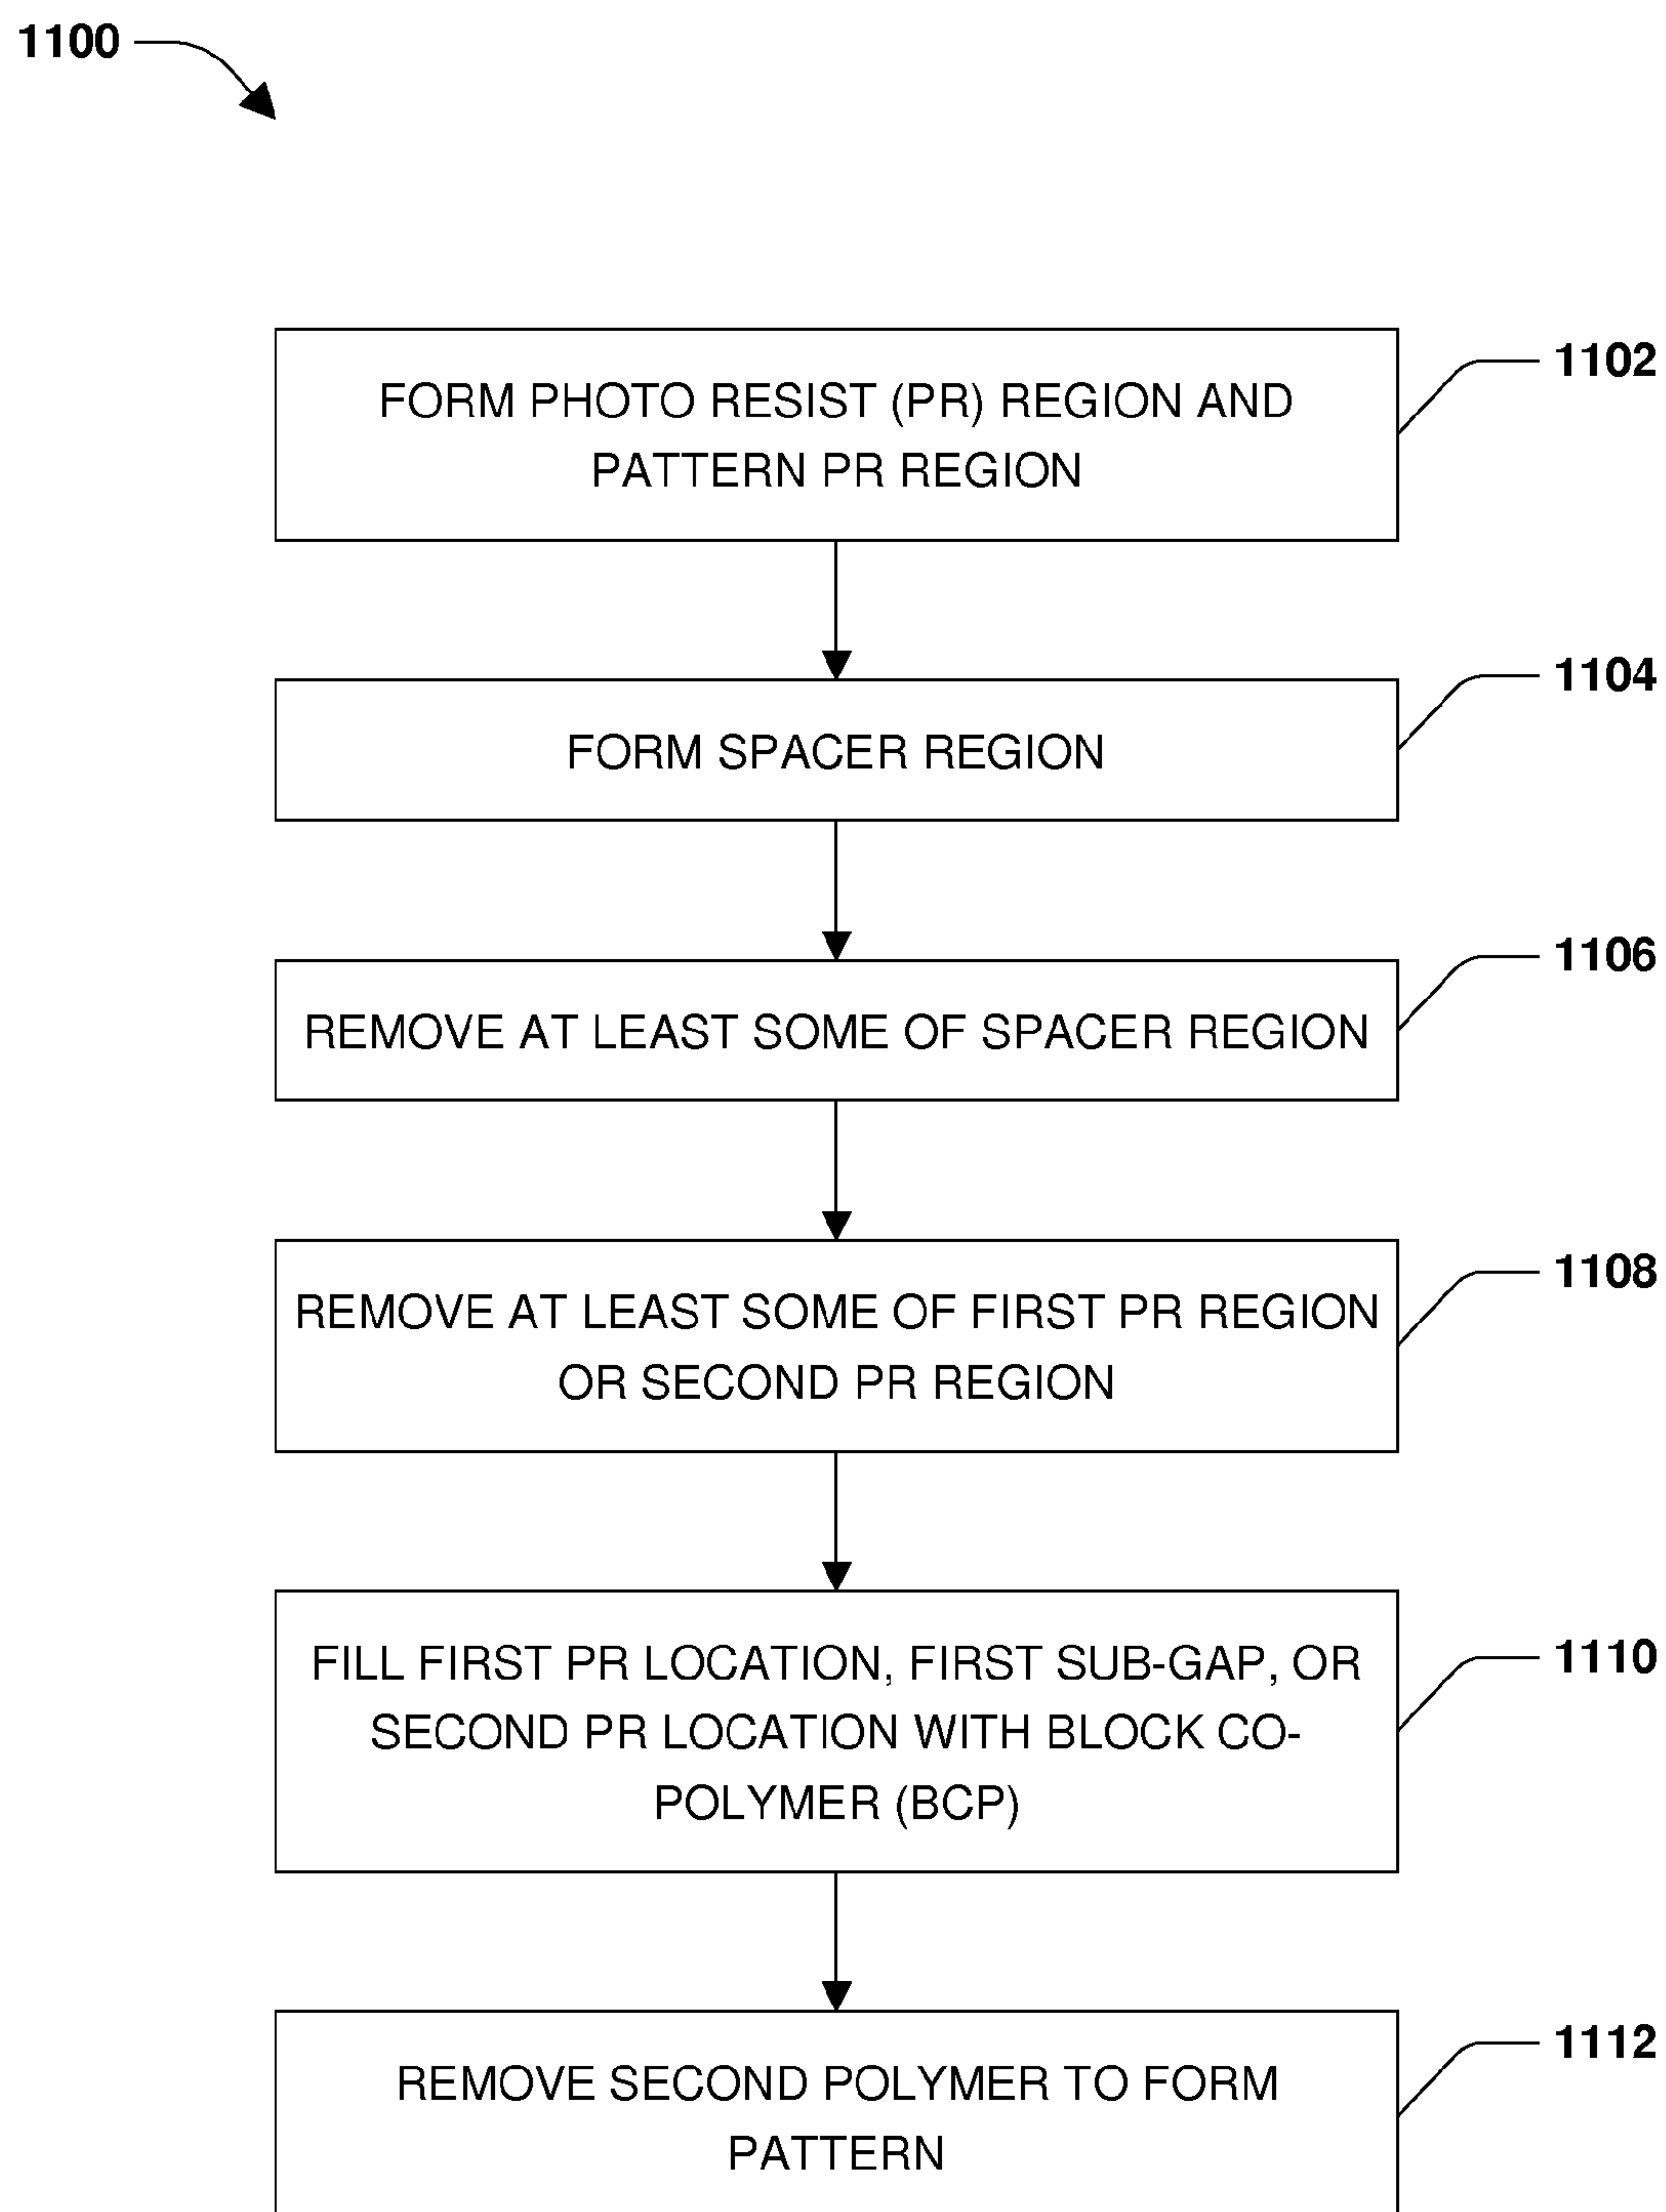 1100
FORM PHOTO RESIST (PR) REGION AND
PATTERN PR REGION
1102
FORM SPACER REGION
1104
REMOVE AT LEAST SOME OF SPACER REGION
1106
REMOVE AT LEAST SOME OF FIRST PR REGION
OR SECOND PR REGION
1108
FILL FIRST PR LOCATION, FIRST SUB-GAP, OR
SECOND PR LOCATION WITH BLOCK CO-
POLYMER (BCP)
1110
REMOVE SECOND POLYMER TO FORM
PATTERN
1112